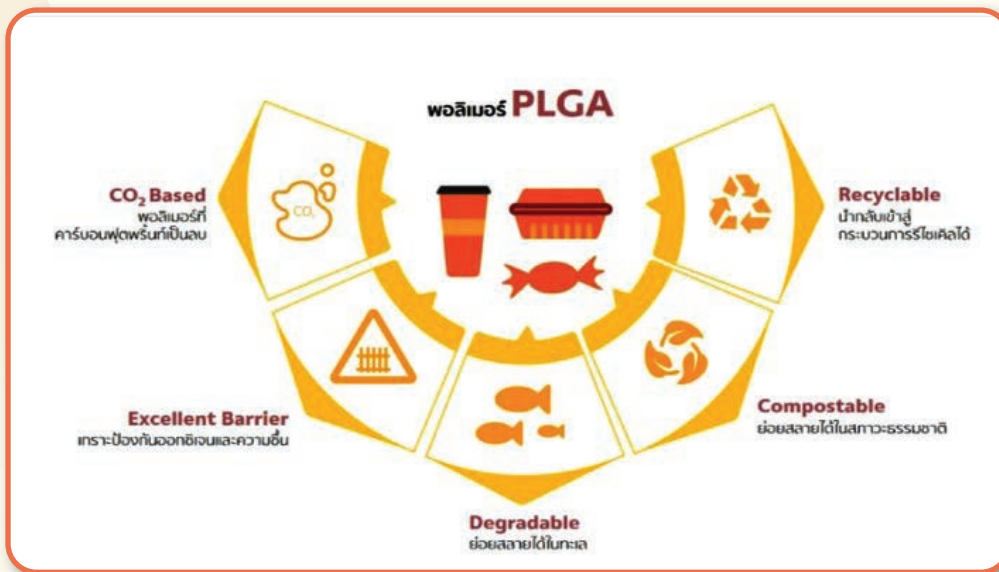 พอลิเมอร์ PLGA
CO₂ Based
พอลิเมอร์ที่
คาร์บอนฟุตพริ้นท์เป็นลบ
CO₂
Excellent Barrier
เกราะป้องกันออกซิเจนและความชื้น
Degradable
ย่อยสลายได้ในทะเล
Compostable
ย่อยสลายได้ในสภาวะธรรมชาติ
Recyclable
นำกลับเข้าสู่
กระบวนการรีไซเคิลได้